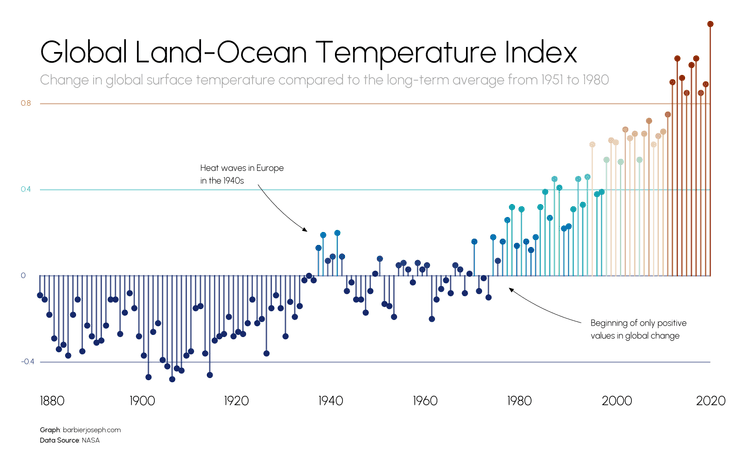 Global Land-Ocean Temperature Index
Change in global surface temperature compared to the long-term average from 1951 to 1980
0.8
Heat waves in Europe
in the 1940s
0.4
0
Beginning of only positive
values in global change
-0.4
1880 1900 1920 1940 1960 1980 2000 2020
Graph: barbierjoseph.com
Data Source: NASA